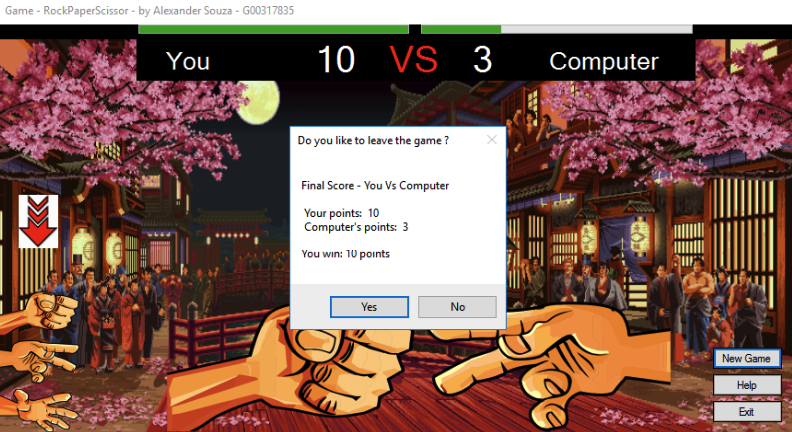 Game - RockPaperScissor - by Alexander Souza - G00317835
You 10 VS 3 Computer
Do you like to leave the game ?
Final Score - You Vs Computer
Your points: 10
Computer's points: 3
You win: 10 points
Yes No
New Game
Help
Exit